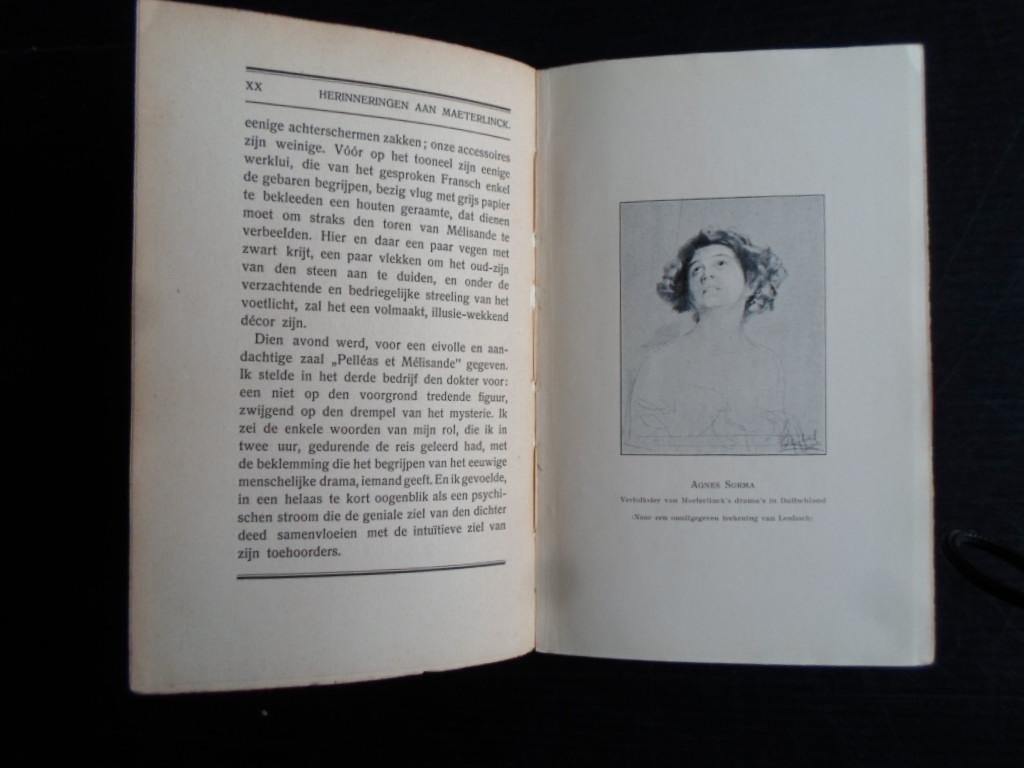 XX HERINNERINGEN AAN MAETERLINCK.
eenige achterschermen zakken; onze accessoires
zijn weinige. Vóór op het tooneel zijn eenige
werklui, die van het gesproken Fransch enkel
de gebaren begrijpen, bezig vlug met grijs papier
te bekleeden een houten geraamte, dat dienen
moet om straks den toren van Mélisande te
verbeelden. Hier en daar een paar vegen met
zwart krijt, een paar vlekken om het oud-zijn
van den steen aan te duiden, en onder de
verzachtende en bedriegelijke streeling van het
voetlicht, zal het een volmaakt, illusie-wekkend
décor zijn.
Dien avond werd, voor een eivolle en aan-
dachtige zaal „Pelléas et Mélisande" gegeven.
Ik stelde in het derde bedrijf den dokter voor:
een niet op den voorgrond tredende figuur,
zwijgend op den drempel van het mysterie. Ik
zei de enkele woorden van mijn rol, die ik in
twee uur, gedurende de reis geleerd had, met
de beklemming die het begrijpen van het eeuwige
menschelijke drama, iemand geeft. En ik gevoelde,
in een helaas te kort oogenblik als een psychi-
schen stroom die de geniale ziel van den dichter
deed samenvloeien met de intuïtieve ziel van
zijn toehoorders.
AGNES SORMA
Vertolkster van Maeterlinck's drama's in Duitschland
(Naar een onuitgegeven teekening van Lenbach)